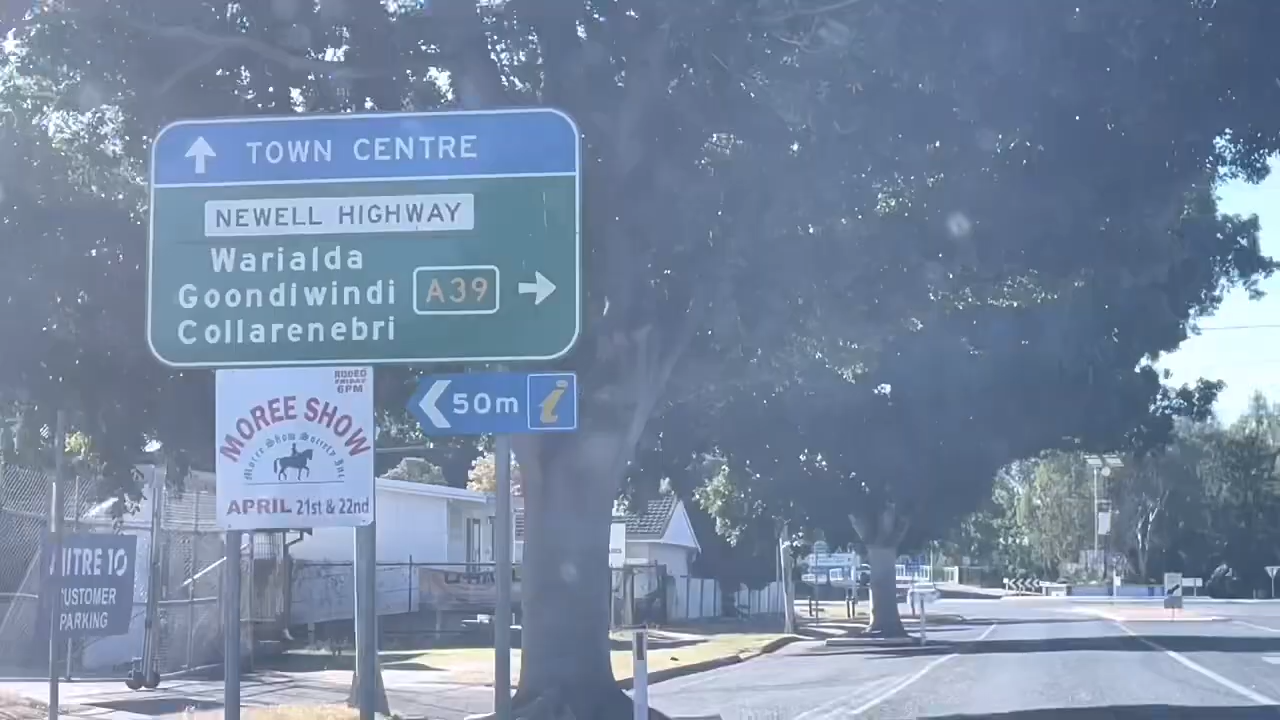 TOWN CENTRE
NEWELL HIGHWAY
Warialda
Goondiwindi
Collarenebri
A39
RODEO
FRIDAY
6PM
MOREE SHOW
Moree Show Society Inc
APRIL 21st & 22nd
50m
i
MITRE 10
CUSTOMER
PARKING